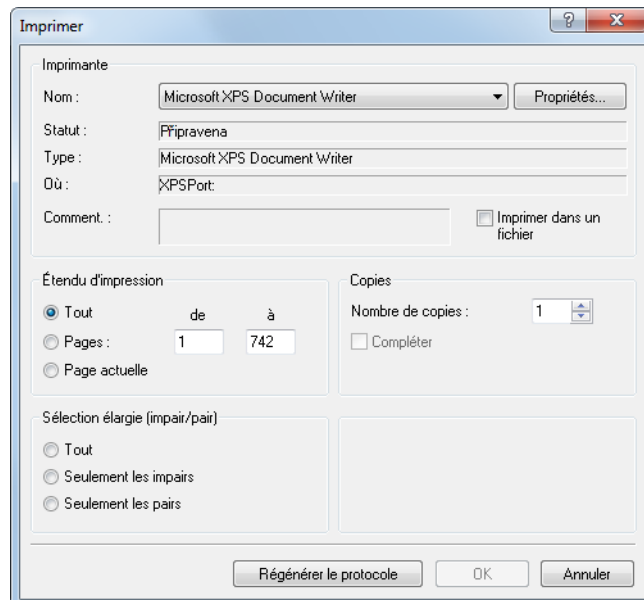 Imprimer
Imprimante
Nom : Microsoft XPS Document Writer Propriétés...
Statut : Připravena
Type : Microsoft XPS Document Writer
Où : XPSPort:
Comment. : Imprimer dans un
fichier
Étendu d'impression
Tout de à
Pages : 1 742
Page actuelle
Copies
Nombre de copies : 1
Compléter
Sélection élargie (impair/pair)
Tout
Seulement les impairs
Seulement les pairs
Régénérer le protocole OK Annuler